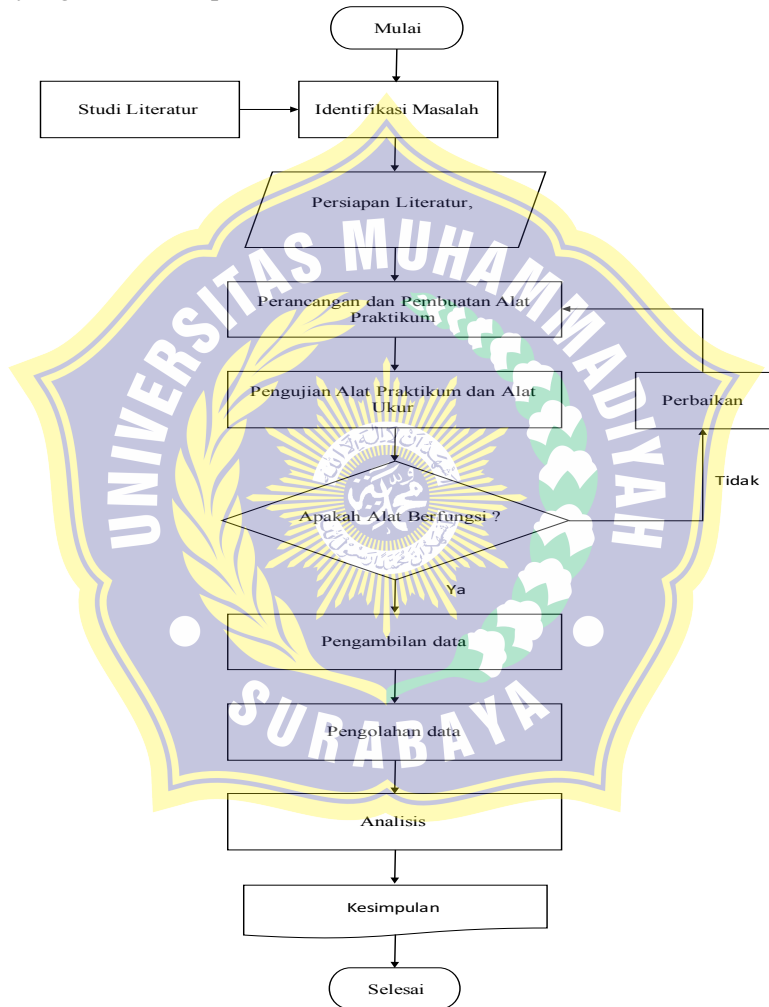 Mulai
Studi Literatur
Identifikasi Masalah
Persiapan Literatur,
UNIVERSITAS MUHAMMADIYAH
Perancangan dan Pembuatan Alat
Praktikum
Pengujian Alat Praktikum dan Alat
Ukur
Perbaikan
Tidak
Apakah Alat Berfungsi ?
Ya
Pengambilan data
SURABAYA
Pengolahan data
Analisis
Kesimpulan
Selesai